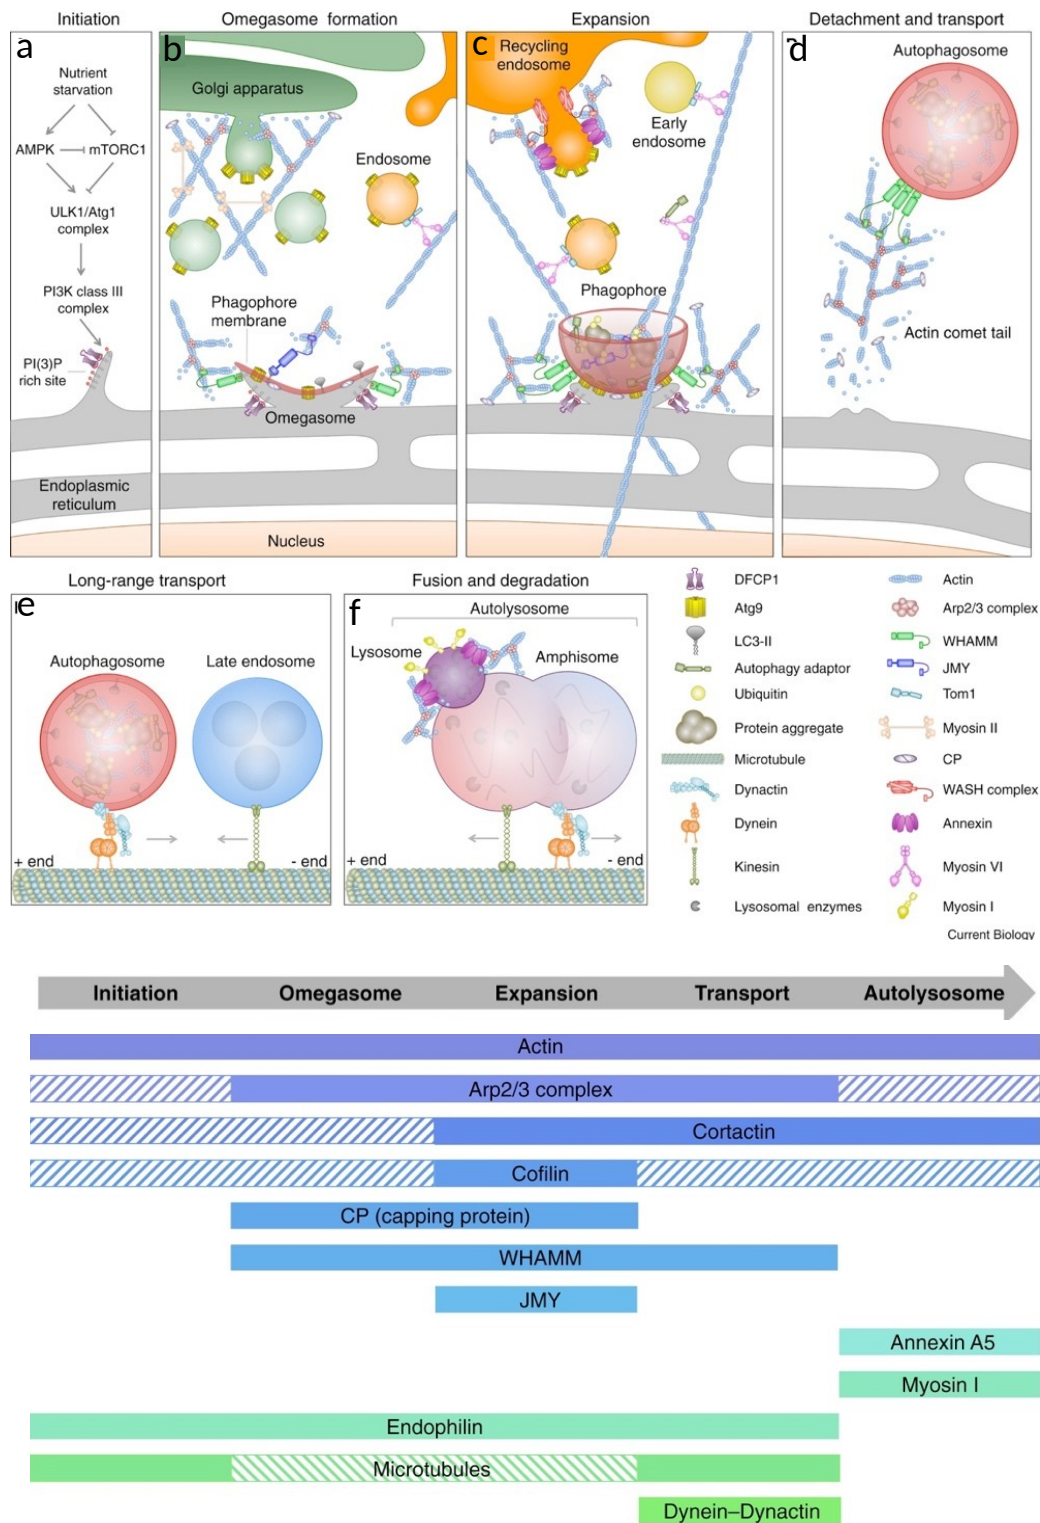 Initiation
Omegasome formation
Expansion
Detachment and transport
a
Nutrient
starvation
AMPK
mTORC1
ULK1/Atg1
complex
PI3K class III
complex
PI(3)P
rich site
Endoplasmic
reticulum
b
Golgi apparatus
Endosome
Phagophore
membrane
Omegasome
Nucleus
c
Recycling
endosome
Early
endosome
Phagophore
d
Autophagosome
Actin comet tail
Long-range transport
e
Autophagosome
Late endosome
+ end
- end
Fusion and degradation
f
Autolysosome
Lysosome
Amphisome
+ end
- end
DFCP1
Atg9
LC3-II
Autophagy adaptor
Ubiquitin
Protein aggregate
Microtubule
Dynactin
Dynein
Kinesin
Lysosomal enzymes
Actin
Arp2/3 complex
WHAMM
JMY
Tom1
Myosin II
CP
WASH complex
Annexin
Myosin VI
Myosin I
Current Biology
Initiation Omegasome Expansion Transport Autolysosome
Actin
Arp2/3 complex
Cortactin
Cofilin
CP (capping protein)
WHAMM
JMY
Annexin A5
Myosin I
Endophilin
Microtubules
Dynein–Dynactin